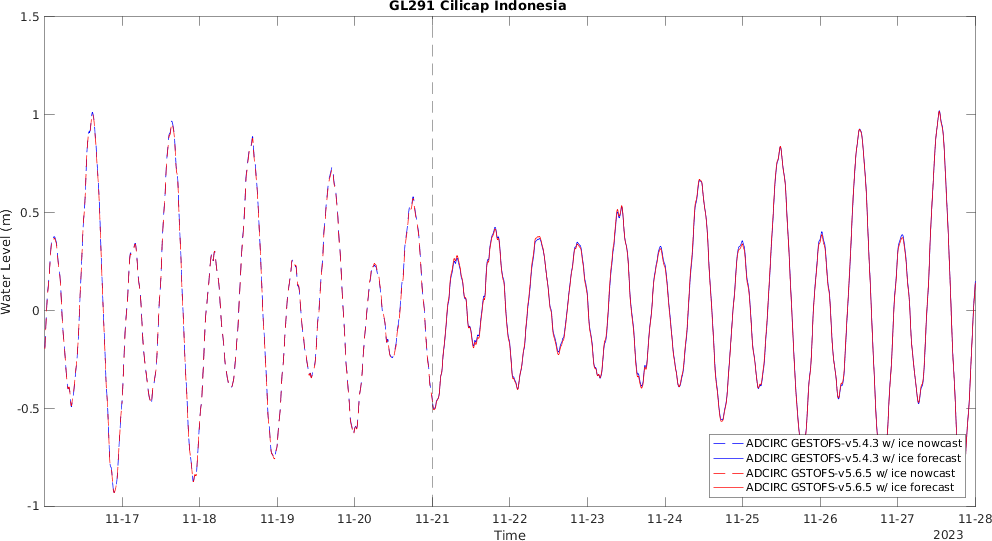 GL291 Cilicap Indonesia
1.5
1
0.5
0
-0.5
-1
Water Level (m)
ADCIRC GESTOFS-v5.4.3 w/ ice nowcast
ADCIRC GESTOFS-v5.4.3 w/ ice forecast
ADCIRC GSTOFS-v5.6.5 w/ ice nowcast
ADCIRC GSTOFS-v5.6.5 w/ ice forecast
11-17 11-18 11-19 11-20 11-21 11-22 11-23 11-24 11-25 11-26 11-27 11-28
Time
2023